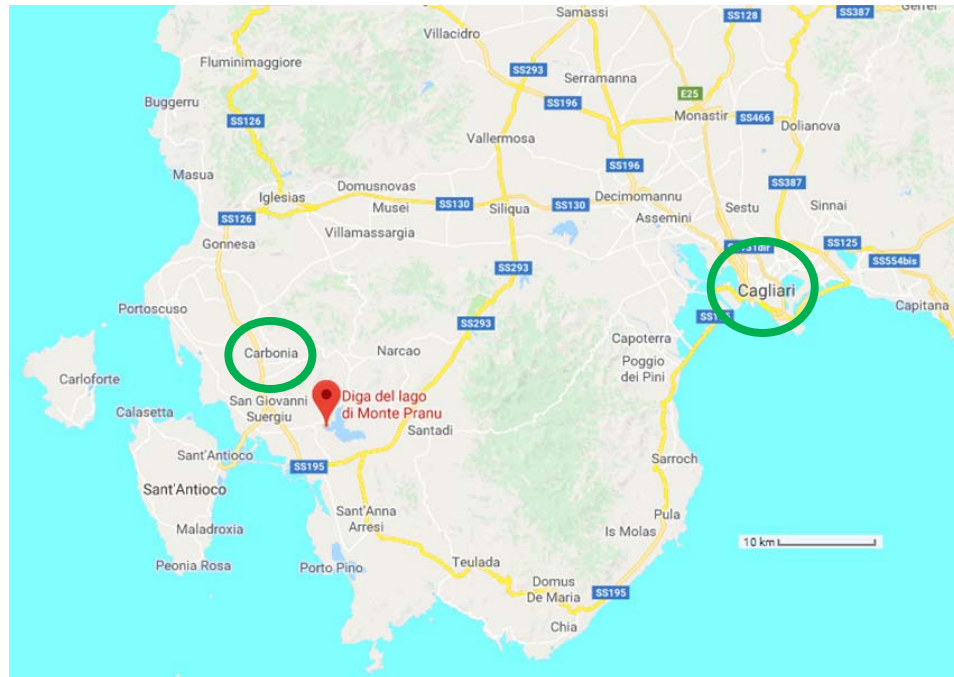 Samassi
SS128
SS387
Villacidro
Fluminimaggiore
SS293
Serramanna
E25
Buggerru
SS196
Monastir
SS466
Dolianova
SS126
Vallermosa
SS196
Masua
SS387
Domusnovas
Iglesias
Musei
SS130
Siliqua
SS130
Decimomannu
Assemini
Sestu
Sinnai
SS126
Villamassargia
Gonnesa
SS125
SS554bis
SS293
Cagliari
Portoscuso
Capitana
SS293
Capoterra
Carbonia
Narcao
Poggio
dei Pini
Carloforte
Diga del lago
di Monte Pranu
San Giovanni
Suergiu
Calasetta
Santadi
Sant'Antioco
SS195
Sarroch
Sant'Antioco
Sant'Anna
Arresi
Pula
Maladroxia
Is Molas
10 km
Peonia Rosa
Porto Pino
Teulada
Domus
De Maria
SS195
Chia